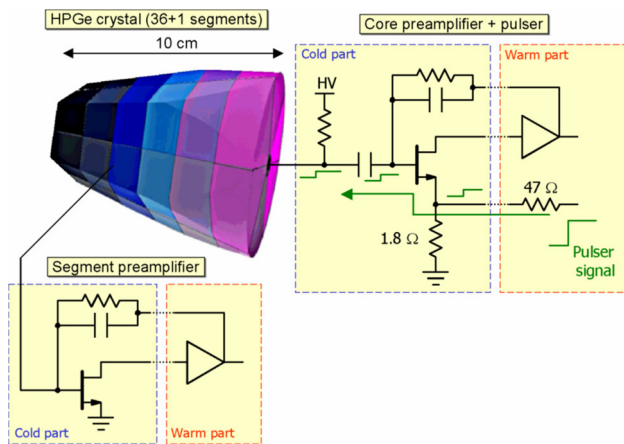 HPGe crystal (36+1 segments)
10 cm
Core preamplifier + pulser
Cold part
Warm part
HV
47 Ω
1.8 Ω
Pulser
signal
Segment preamplifier
Cold part
Warm part